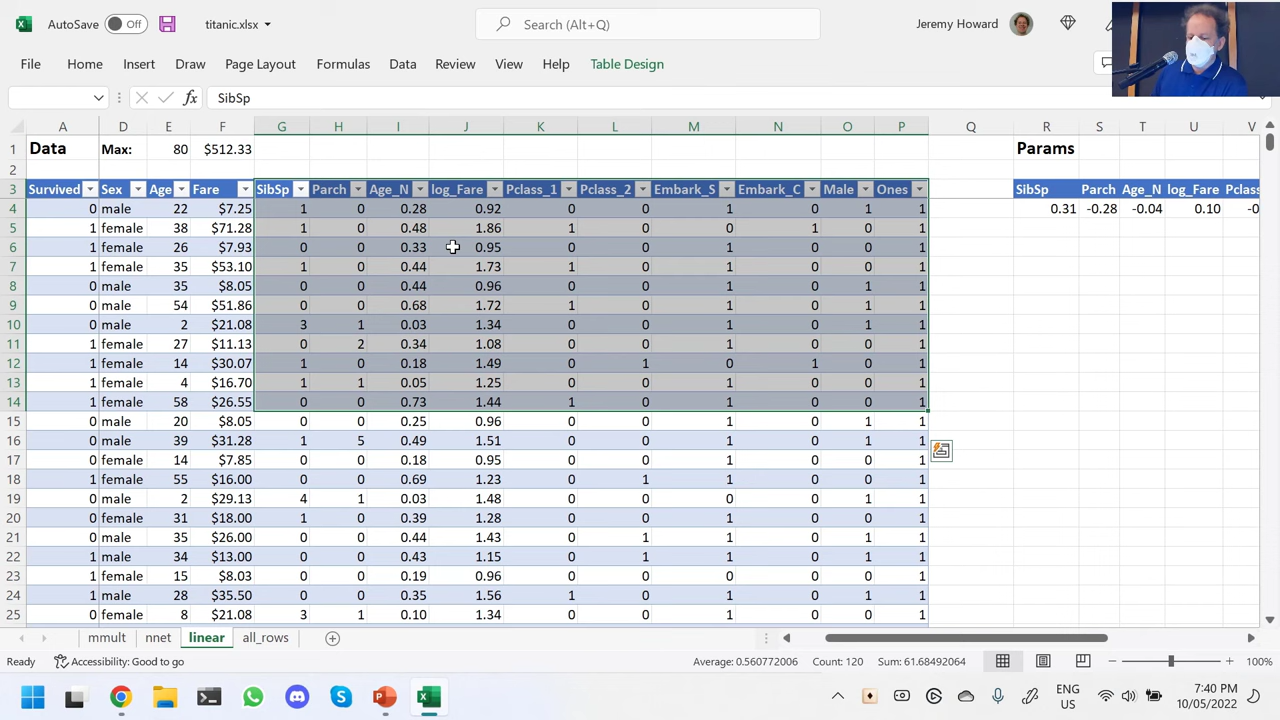 AutoSave Off titanic.xlsx Search (Alt+Q) Jeremy Howard
File Home Insert Draw Page Layout Formulas Data Review View Help Table Design
fx SibSp
A D E F G H I J K L M N O P Q R S T U V
1 Data Max: 80 $512.33 Params
2
3 Survived Sex Age Fare SibSp Parch Age_N log_Fare Pclass_1 Pclass_2 Embark_S Embark_C Male Ones SibSp Parch Age_N log_Fare Pclass
4 0 male 22 $7.25 1 0 0.28 0.92 0 0 1 0 1 1 0.31 -0.28 -0.04 0.10 -0
5 1 female 38 $71.28 1 0 0.48 1.86 1 0 0 1 0 1
6 1 female 26 $7.93 0 0 0.33 0.95 0 0 1 0 0 1
7 1 female 35 $53.10 1 0 0.44 1.73 1 0 1 0 0 1
8 0 male 35 $8.05 0 0 0.44 0.96 0 0 1 0 1 1
9 0 male 54 $51.86 0 0 0.68 1.72 1 0 1 0 1 1
10 0 male 2 $21.08 3 1 0.03 1.34 0 0 1 0 1 1
11 1 female 27 $11.13 0 2 0.34 1.08 0 0 1 0 0 1
12 1 female 14 $30.07 1 0 0.18 1.49 0 1 0 1 0 1
13 1 female 4 $16.70 1 1 0.05 1.25 0 0 1 0 0 1
14 1 female 58 $26.55 0 0 0.73 1.44 1 0 1 0 0 1
15 0 male 20 $8.05 0 0 0.25 0.96 0 0 1 0 1 1
16 0 male 39 $31.28 1 5 0.49 1.51 0 0 1 0 1 1
17 0 female 14 $7.85 0 0 0.18 0.95 0 0 1 0 0 1
18 1 female 55 $16.00 0 0 0.69 1.23 0 1 1 0 0 1
19 0 male 2 $29.13 4 1 0.03 1.48 0 0 0 0 1 1
20 0 female 31 $18.00 1 0 0.39 1.28 0 0 1 0 0 1
21 0 male 35 $26.00 0 0 0.44 1.43 0 1 1 0 1 1
22 1 male 34 $13.00 0 0 0.43 1.15 0 1 1 0 1 1
23 1 female 15 $8.03 0 0 0.19 0.96 0 0 0 0 0 1
24 1 male 28 $35.50 0 0 0.35 1.56 1 0 1 0 1 1
25 0 female 8 $21.08 3 1 0.10 1.34 0 0 1 0 0 1
mmult nnet linear all_rows
Ready Accessibility: Good to go Average: 0.560772006 Count: 120 Sum: 61.68492064 100%
ENG 7:40 PM
US 10/05/2022